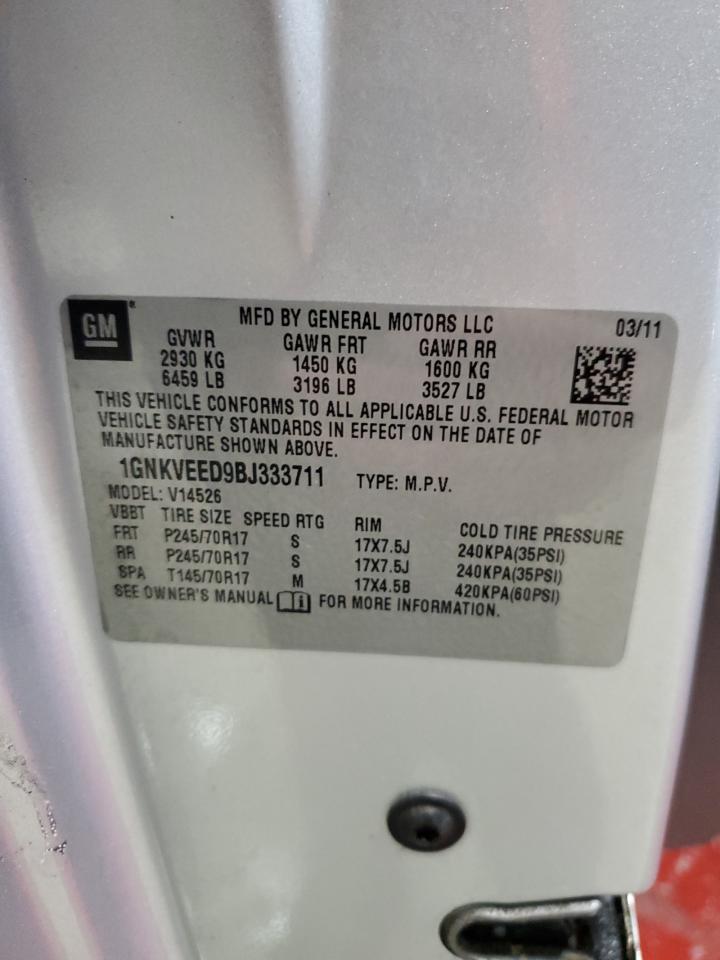 GM®
MFD BY GENERAL MOTORS LLC 03/11
GVWR GAWR FRT GAWR RR
2930 KG 1450 KG 1600 KG
6459 LB 3196 LB 3527 LB
THIS VEHICLE CONFORMS TO ALL APPLICABLE U.S. FEDERAL MOTOR
VEHICLE SAFETY STANDARDS IN EFFECT ON THE DATE OF
MANUFACTURE SHOWN ABOVE.
1GNKVEED9BJ333711 TYPE: M.P.V.
MODEL: V14526
VBBT TIRE SIZE SPEED RTG RIM COLD TIRE PRESSURE
FRT P245/70R17 S 17X7.5J 240KPA(35PSI)
RR P245/70R17 S 17X7.5J 240KPA(35PSI)
SPA T145/70R17 M 17X4.5B 420KPA(60PSI)
SEE OWNER'S MANUAL FOR MORE INFORMATION.